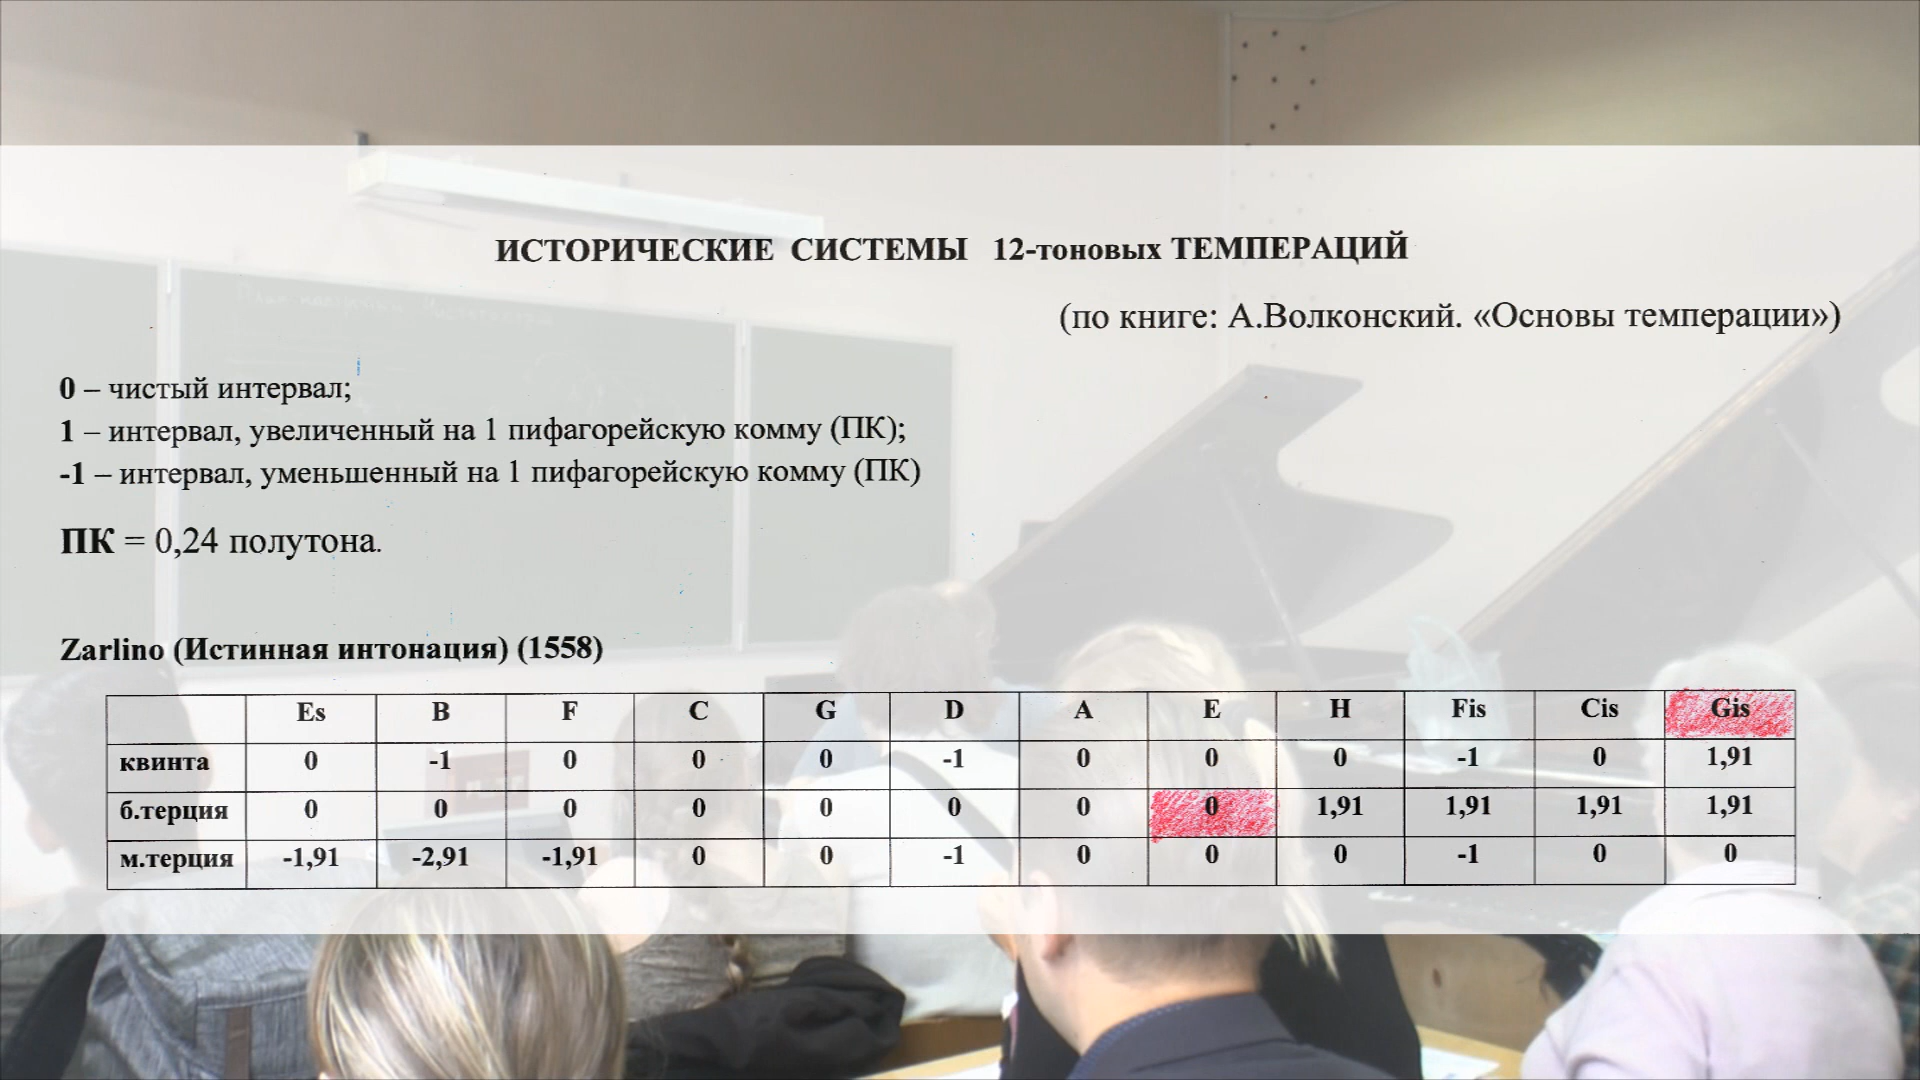 ИСТОРИЧЕСКИЕ СИСТЕМЫ 12-тоновых ТЕМПЕРАЦИЙ
(по книге: А.Волконский. «Основы темперации»)
0 – чистый интервал;
1 – интервал, увеличенный на 1 пифагорейскую комму (ПК);
-1 – интервал, уменьшенный на 1 пифагорейскую комму (ПК)
ПК = 0,24 полутона.
Zarlino (Истинная интонация) (1558)
Es B F C G D A E H Fis Cis Gis
квинта 0 -1 0 0 0 -1 0 0 0 -1 0 1,91
б.терция 0 0 0 0 0 0 0 0 1,91 1,91 1,91 1,91
м.терция -1,91 -2,91 -1,91 0 0 -1 0 0 0 -1 0 0